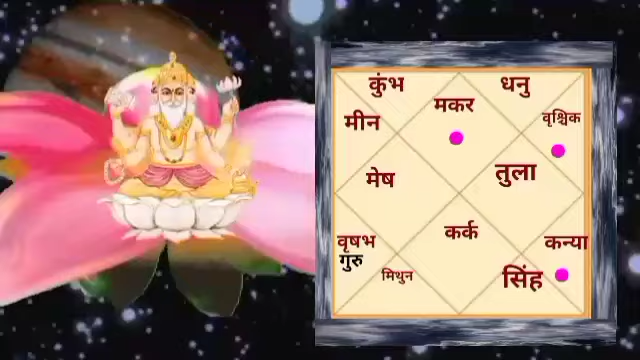 कुंभ
धनु
मकर
मीन
वृश्चिक
मेष
तुला
कर्क
वृषभ
कन्या
गुरु
मिथुन
सिंह